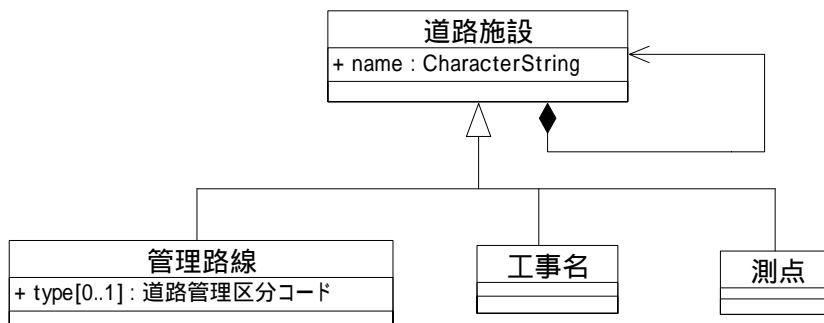 道路施設
+ name : CharacterString
管理路線
+ type[0..1] : 道路管理区分コード
工事名
測点